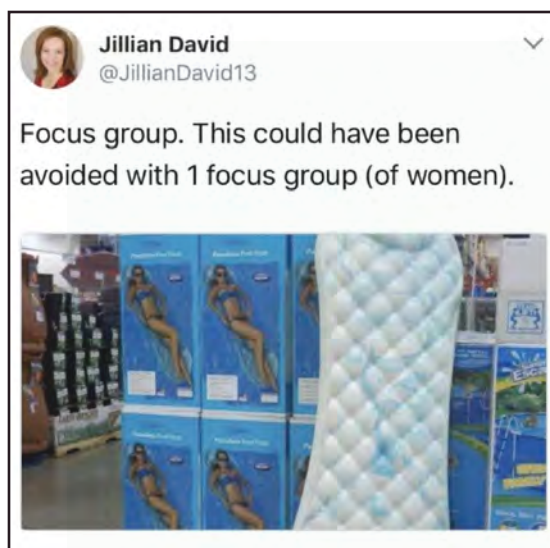 Jillian David
@JillianDavid13
Focus group. This could have been
avoided with 1 focus group (of women).